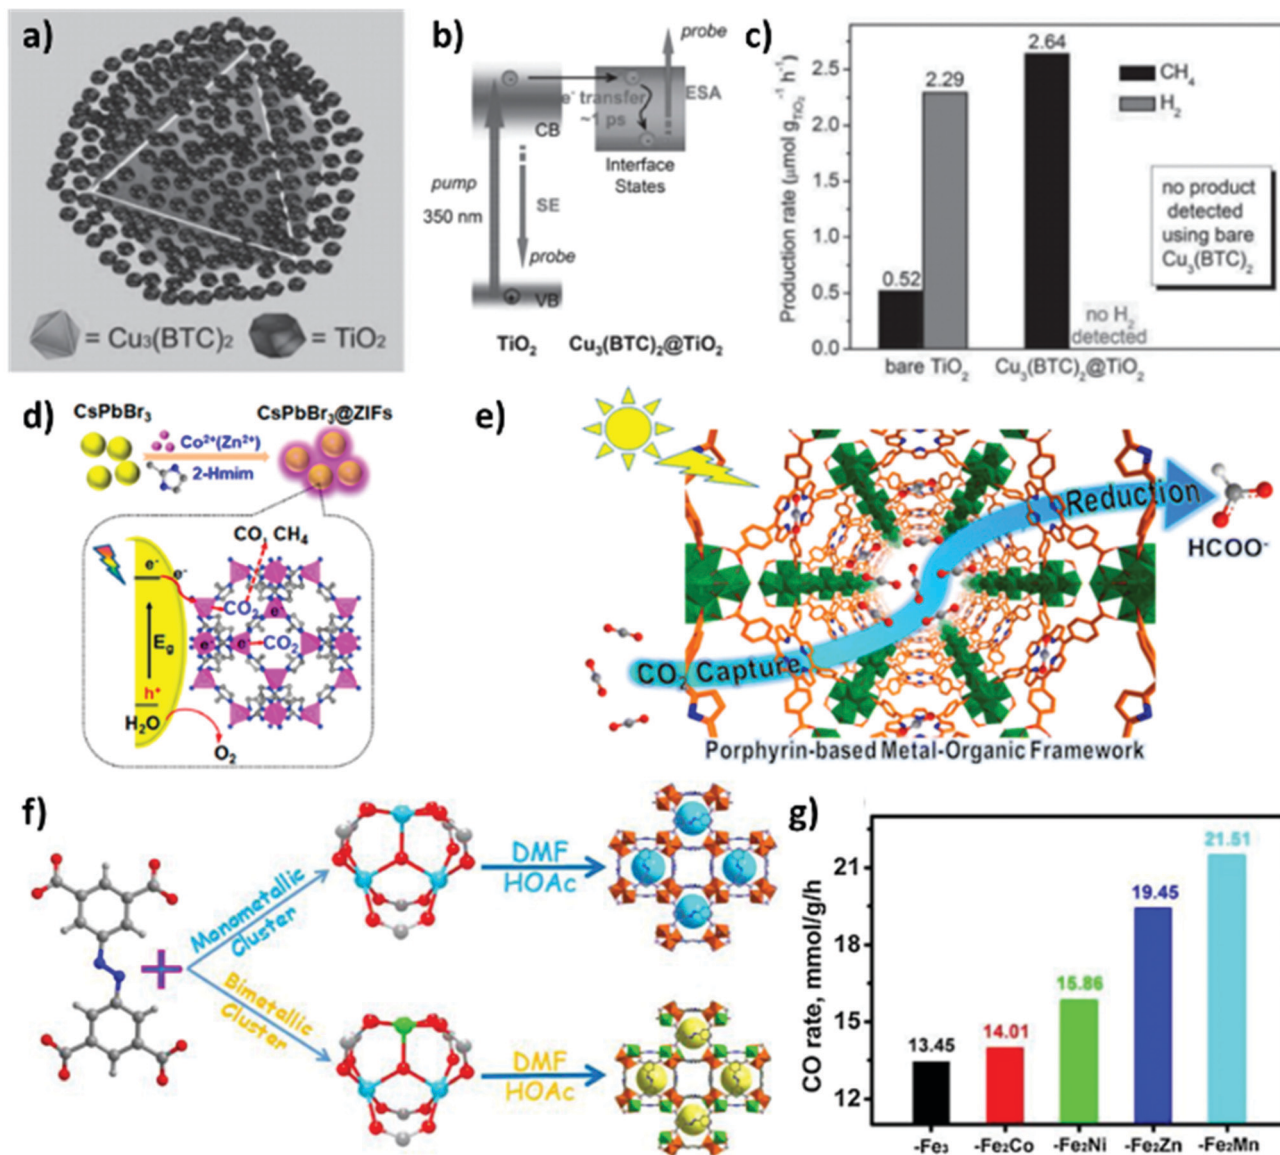 a)
= Cu₃(BTC)₂
= TiO₂
b)
probe
e⁻ transfer
~1 ps
ESA
CB
Interface
States
pump
350 nm
SE
probe
VB
TiO₂
Cu₃(BTC)₂@TiO₂
c)
Production rate (μmol g_TiO₂⁻¹ h⁻¹)
2.5
2.0
1.5
1.0
0.5
0.0
0.52
2.29
2.64
CH₄
H₂
no product
detected
using bare
Cu₃(BTC)₂
no H₂
detected
bare TiO₂
Cu₃(BTC)₂@TiO₂
d)
CsPbBr₃
CsPbBr₃@ZIFs
Co²⁺(Zn²⁺)
2-Hmim
CO, CH₄
e⁻
e⁻
CO₂
e⁻
e⁻
e⁻
CO₂
E_g
h⁺
H₂O
O₂
e)
Reduction
HCOO⁻
CO₂ Capture
Porphyrin-based Metal-Organic Framework
f)
Monometallic
Cluster
DMF
HOAc
Bimetallic
Cluster
DMF
HOAc
g)
CO rate, mmol/g/h
21
18
15
12
13.45
14.01
15.86
19.45
21.51
-Fe₃
-Fe₂Co
-Fe₂Ni
-Fe₂Zn
-Fe₂Mn